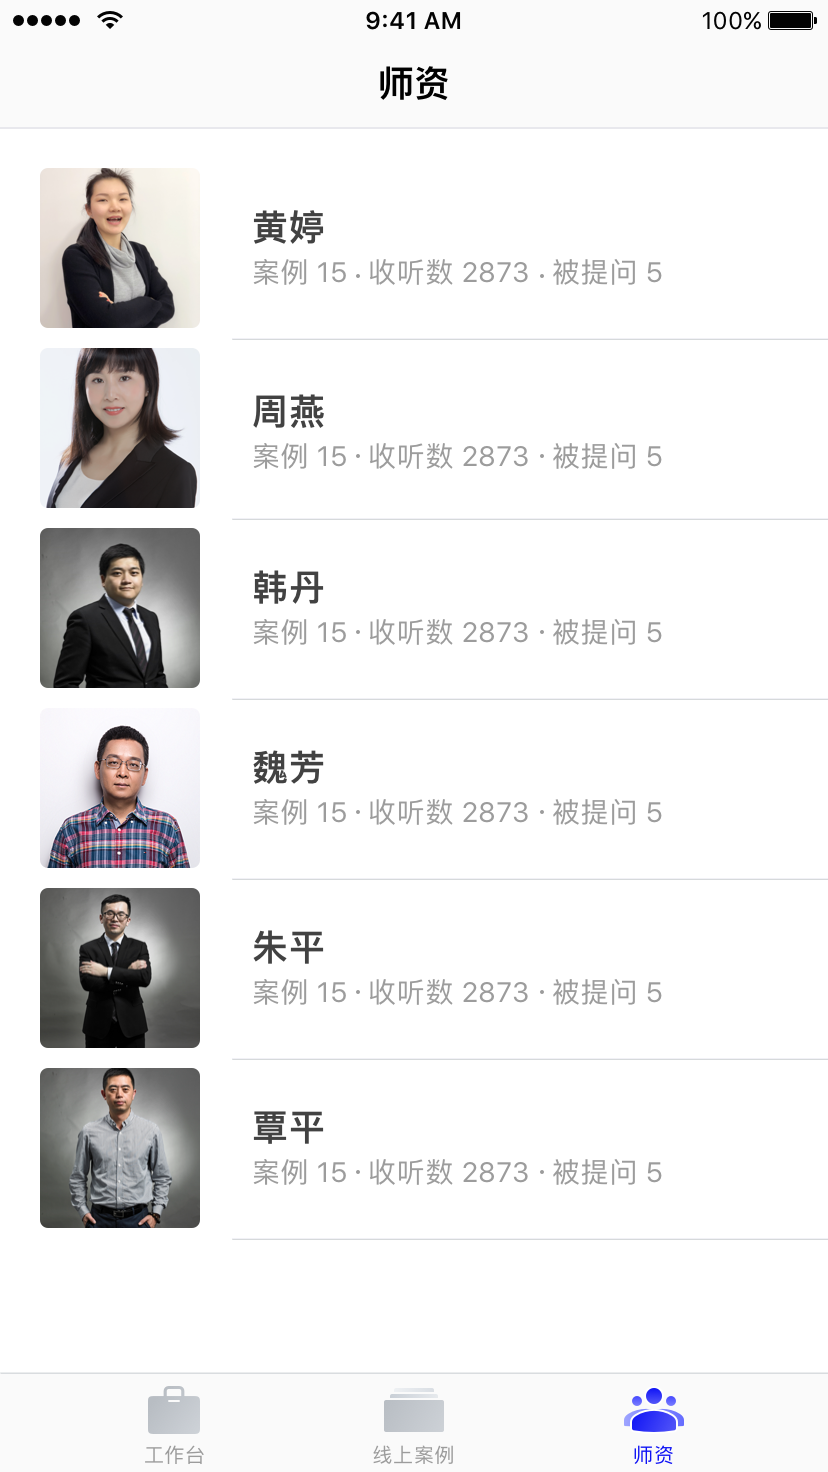 9:41 AM 100%
师资
黄婷
案例 15 · 收听数 2873 · 被提问 5
周燕
案例 15 · 收听数 2873 · 被提问 5
韩丹
案例 15 · 收听数 2873 · 被提问 5
魏芳
案例 15 · 收听数 2873 · 被提问 5
朱平
案例 15 · 收听数 2873 · 被提问 5
覃平
案例 15 · 收听数 2873 · 被提问 5
工作台 线上案例 师资